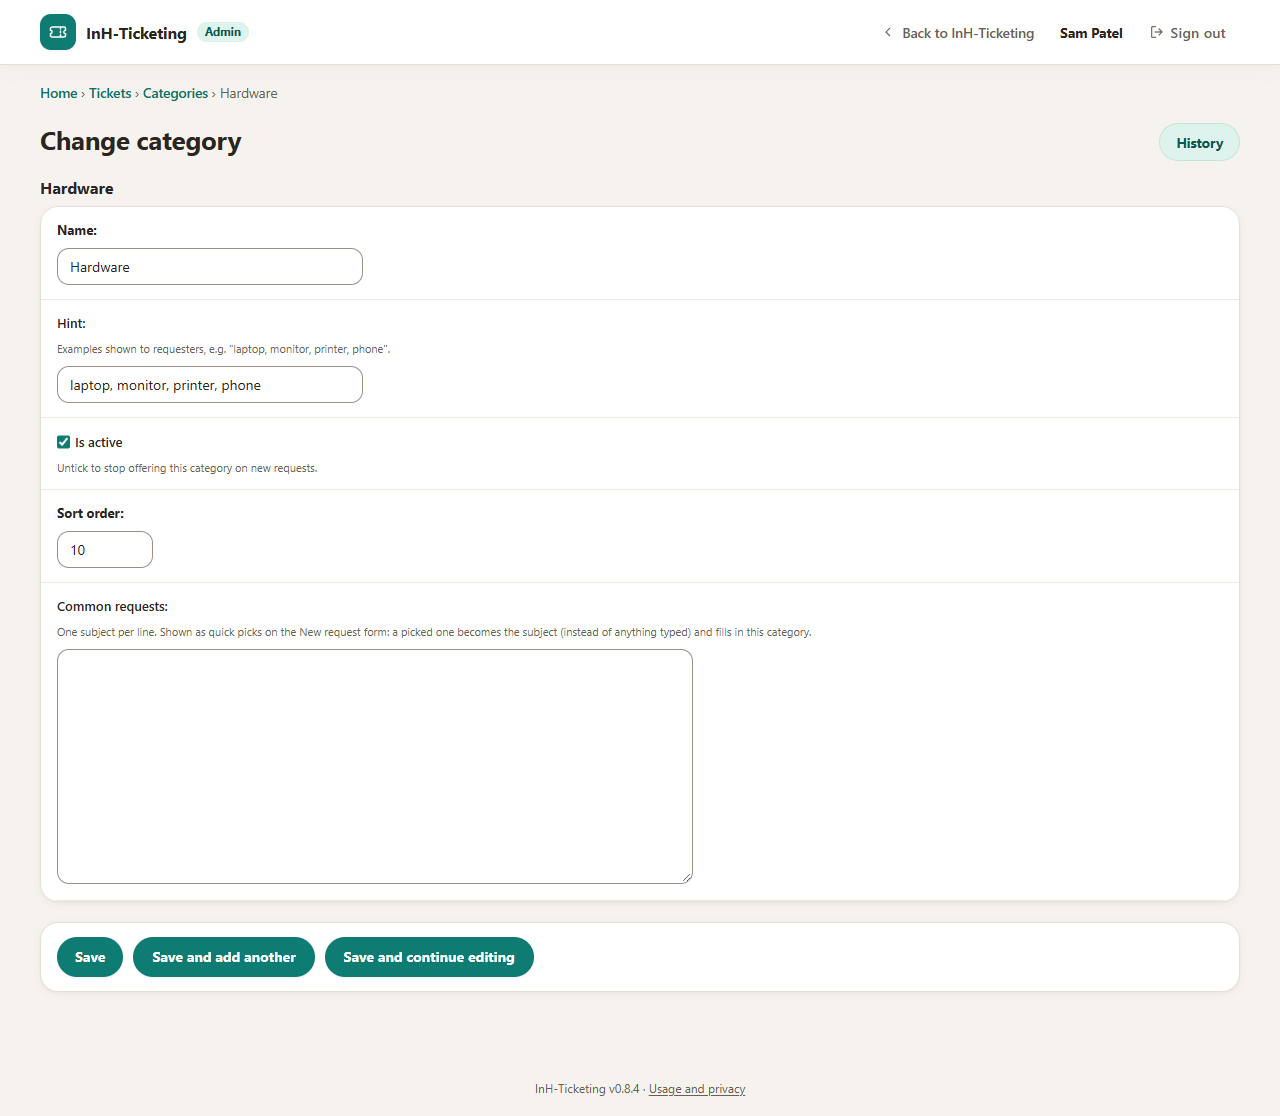 InH-Ticketing Admin
Back to InH-Ticketing
Sam Patel
Sign out
Home › Tickets › Categories › Hardware
Change category
History
Hardware
Name:
Hardware
Hint:
Examples shown to requesters, e.g. "laptop, monitor, printer, phone".
laptop, monitor, printer, phone
Is active
Untick to stop offering this category on new requests.
Sort order:
10
Common requests:
One subject per line. Shown as quick picks on the New request form: a picked one becomes the subject (instead of anything typed) and fills in this category.
Save
Save and add another
Save and continue editing
InH-Ticketing v0.8.4 · Usage and privacy